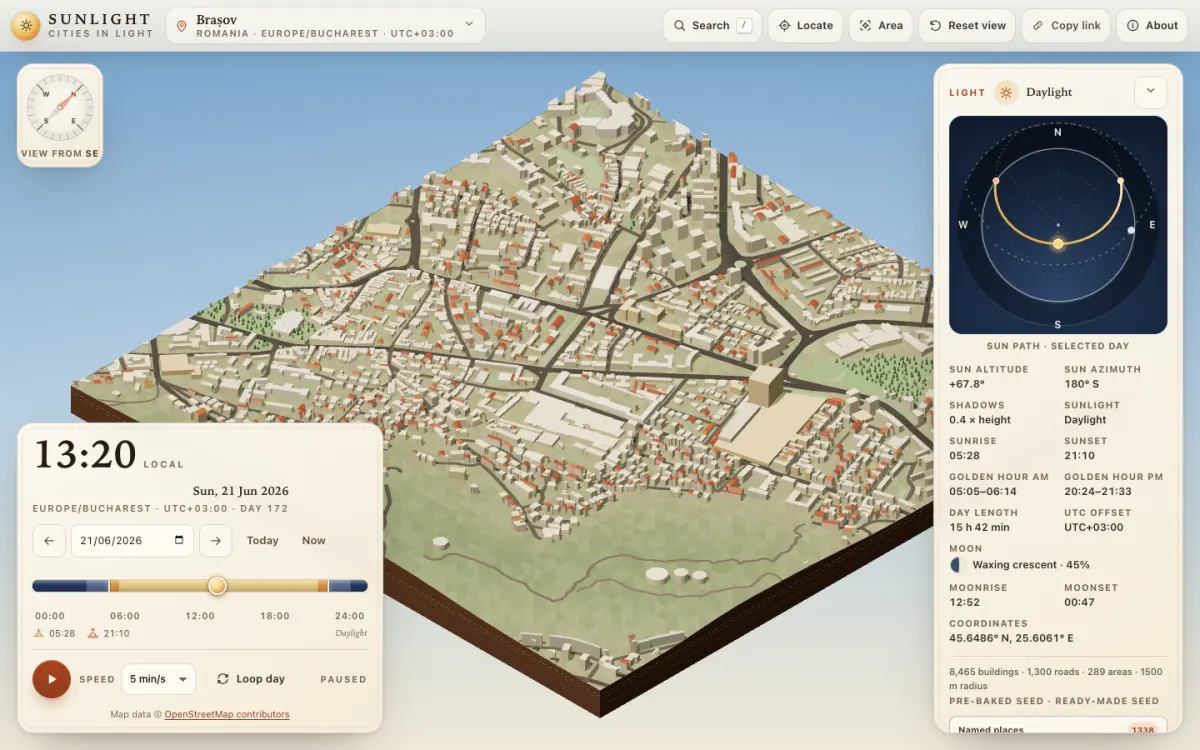 SUNLIGHT
CITIES IN LIGHT
Brașov
ROMANIA · EUROPE/BUCHAREST · UTC+03:00
Search /
Locate
Area
Reset view
Copy link
About
N
W
S
E
VIEW FROM SE
13:20 LOCAL
Sun, 21 Jun 2026
EUROPE/BUCHAREST · UTC+03:00 · DAY 172
← 21/06/2026 → Today Now
00:00 06:00 12:00 18:00 24:00
05:28 21:10 Daylight
SPEED 5 min/s Loop day PAUSED
Map data © OpenStreetMap contributors
LIGHT Daylight
N
W
E
S
SUN PATH · SELECTED DAY
SUN ALTITUDE SUN AZIMUTH
+67.8° 180° S
SHADOWS SUNLIGHT
0.4 × height Daylight
SUNRISE SUNSET
05:28 21:10
GOLDEN HOUR AM GOLDEN HOUR PM
05:05–06:14 20:24–21:33
DAY LENGTH UTC OFFSET
15 h 42 min UTC+03:00
MOON
Waxing crescent · 45%
MOONRISE MOONSET
12:52 00:47
COORDINATES
45.6486° N, 25.6061° E
8,465 buildings · 1,300 roads · 289 areas · 1500
m radius
PRE-BAKED SEED · READY-MADE SEED
Named places 1338